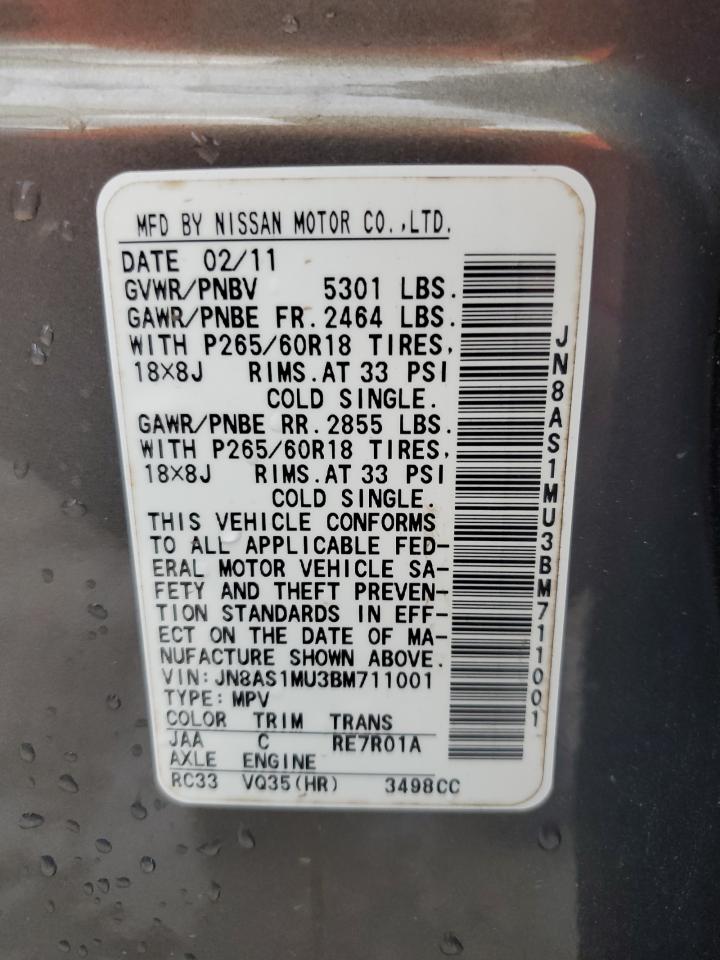 MFD BY NISSAN MOTOR CO.,LTD.
DATE 02/11
GVWR/PNBV 5301 LBS.
GAWR/PNBE FR.2464 LBS.
WITH P265/60R18 TIRES,
18×8J RIMS.AT 33 PSI
COLD SINGLE.
GAWR/PNBE RR.2855 LBS.
WITH P265/60R18 TIRES,
18×8J RIMS.AT 33 PSI
COLD SINGLE.
THIS VEHICLE CONFORMS
TO ALL APPLICABLE FED-
ERAL MOTOR VEHICLE SA-
FETY AND THEFT PREVEN-
TION STANDARDS IN EFF-
ECT ON THE DATE OF MA-
NUFACTURE SHOWN ABOVE.
VIN:JN8AS1MU3BM711001
TYPE:MPV
COLOR TRIM TRANS
JAA C RE7R01A
AXLE ENGINE
RC33 VQ35(HR) 3498CC
JN8AS1MU3BM711001